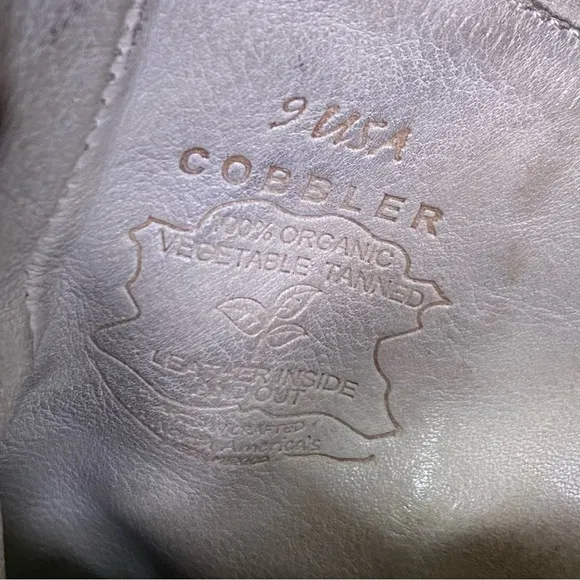 9 USA
COBBLER
100% ORGANIC
VEGETABLE TANNED
LEATHER INSIDE
OUT
America's